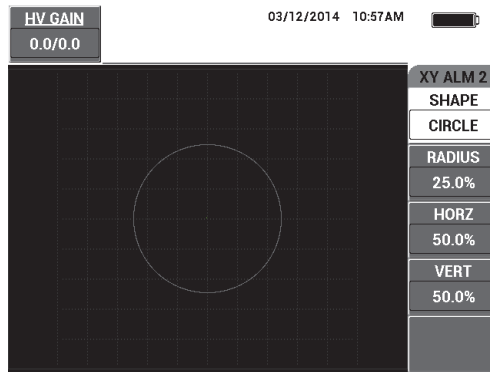 HV GAIN
0.0/0.0
03/12/2014 10:57AM
XY ALM 2
SHAPE
CIRCLE
RADIUS
25.0%
HORZ
50.0%
VERT
50.0%